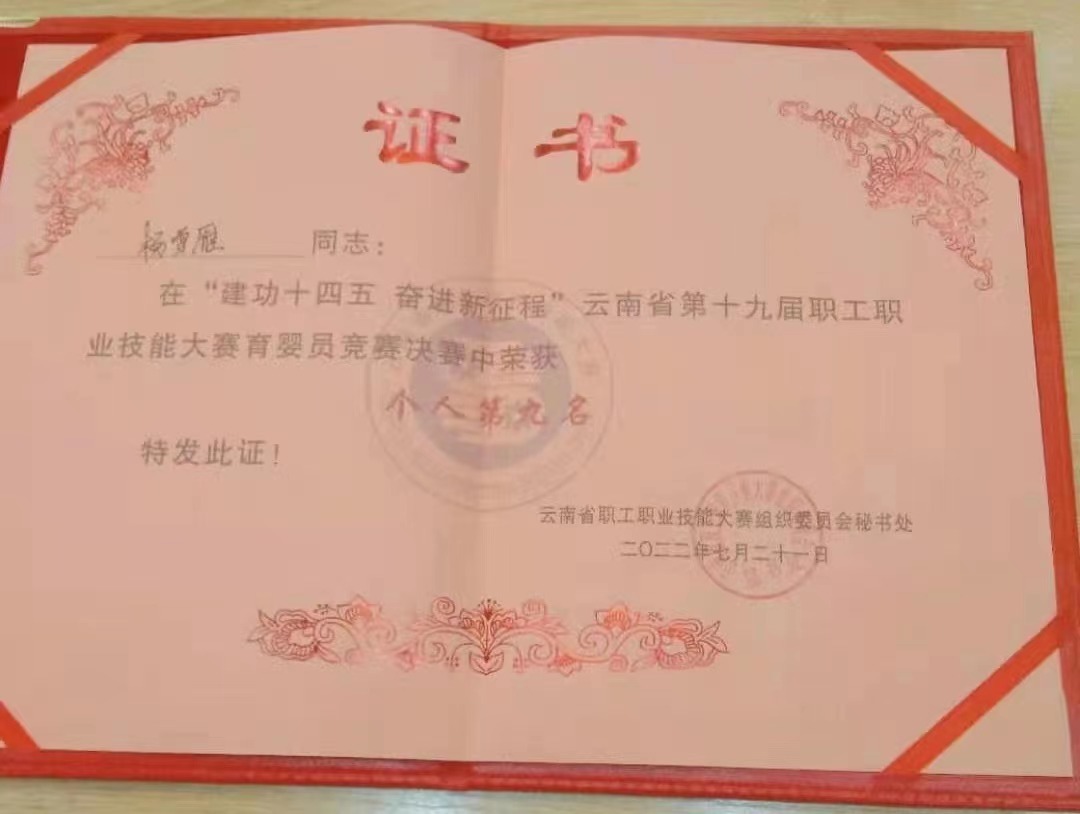 证书
杨雪雁 同志：
在“建功十四五 奋进新征程”云南省第十九届职工职
业技能大赛育婴员竞赛决赛中荣获
个人第九名
特发此证！
云南省职工职业技能大赛组织委员会秘书处
二〇二二年七月二十一日